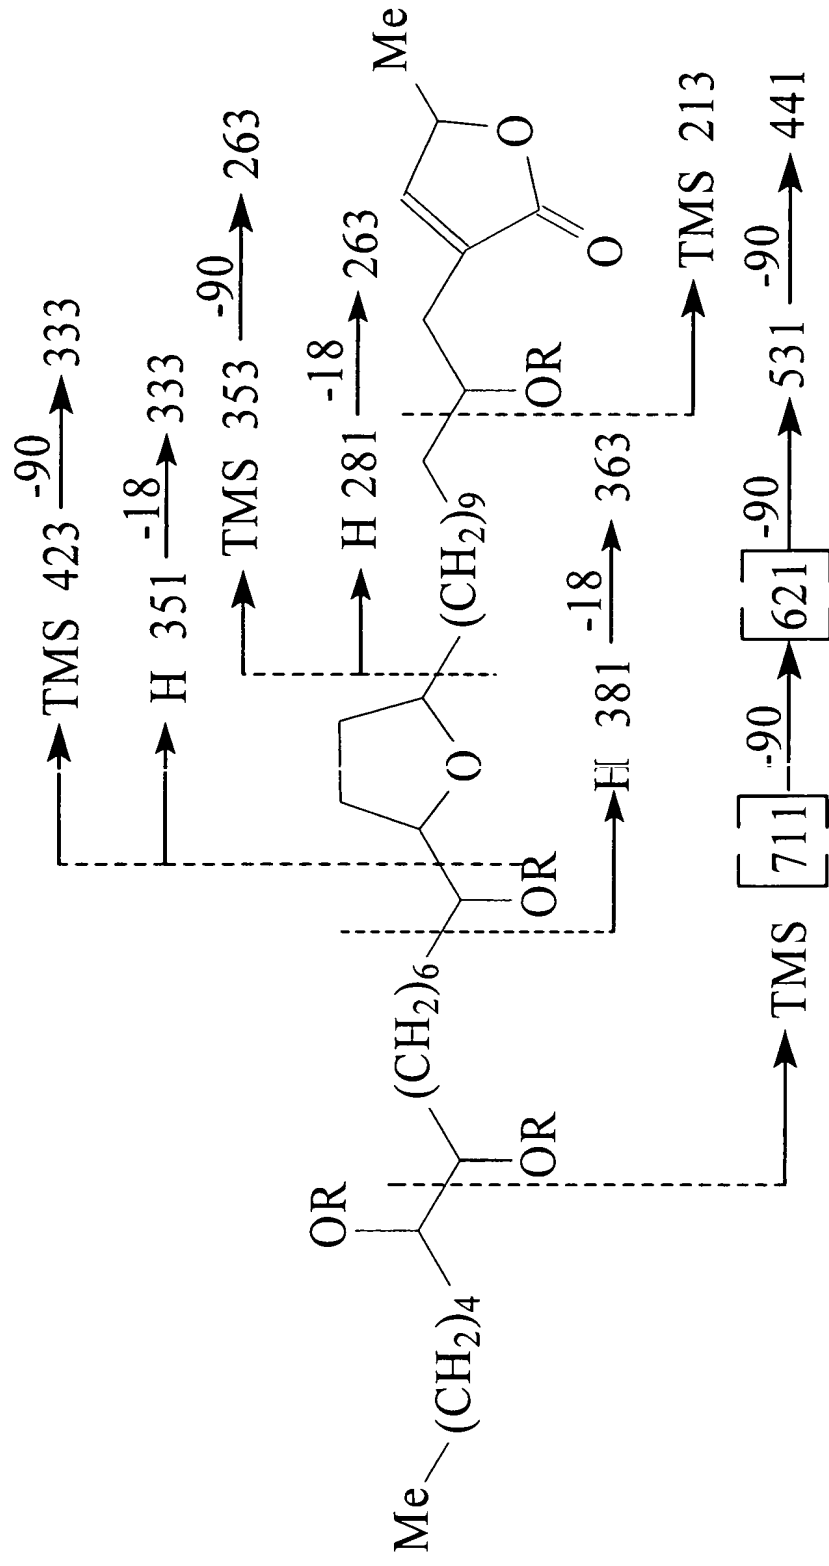 TMS 423 -90 333
H 351 -18 333
TMS 353 -90 263
H 281 -18 263
Me (CH2)4 OR OR (CH2)6 OR O (CH2)9 OR O O Me
H 381 -18 363
TMS 213
TMS [711] -90 [621] -90 531 -90 441